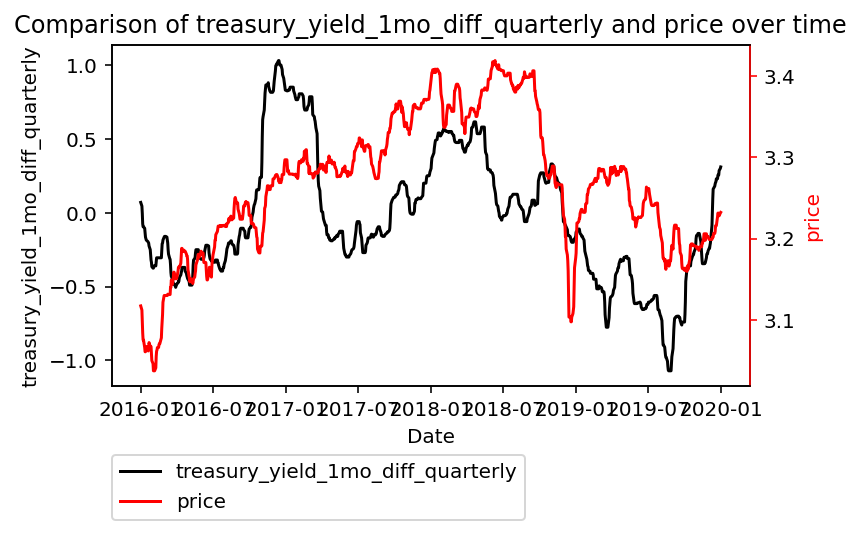 Comparison of treasury_yield_1mo_diff_quarterly and price over time
treasury_yield_1mo_diff_quarterly
1.0
0.5
0.0
−0.5
−1.0
3.4
3.3
3.2
3.1
price
2016-01 2016-07 2017-01 2017-07 2018-01 2018-07 2019-01 2019-07 2020-01
Date
treasury_yield_1mo_diff_quarterly
price